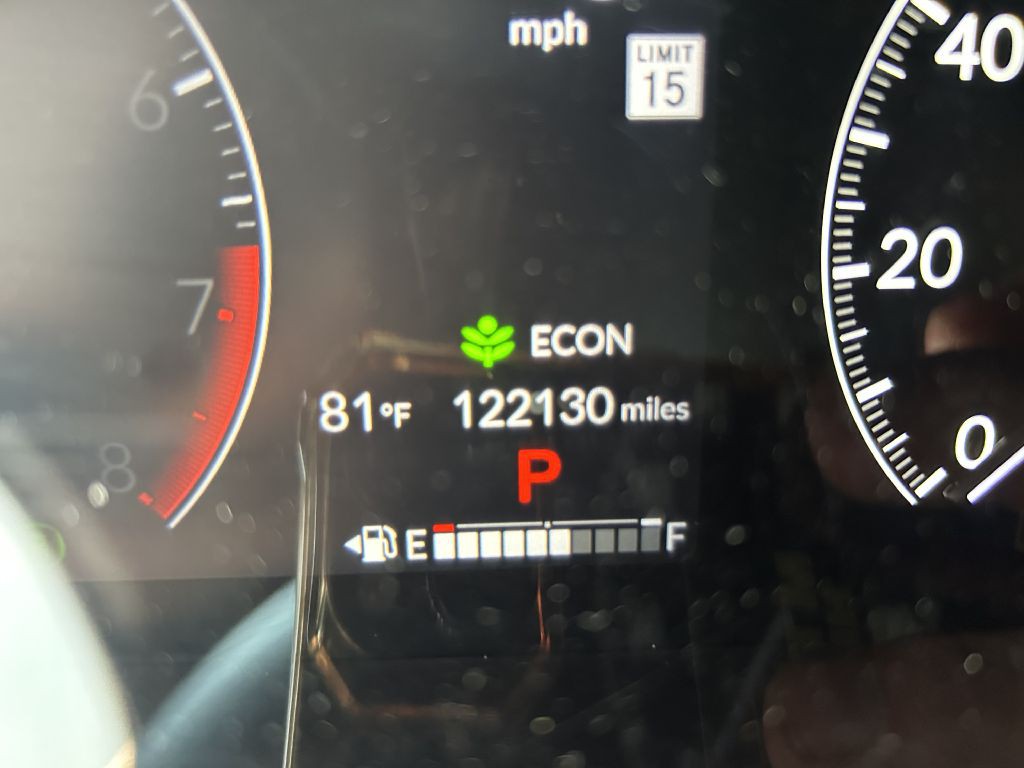 mph
LIMIT
15
40
6
20
7
ECON
81°F 122130 miles
0
8
P
E F